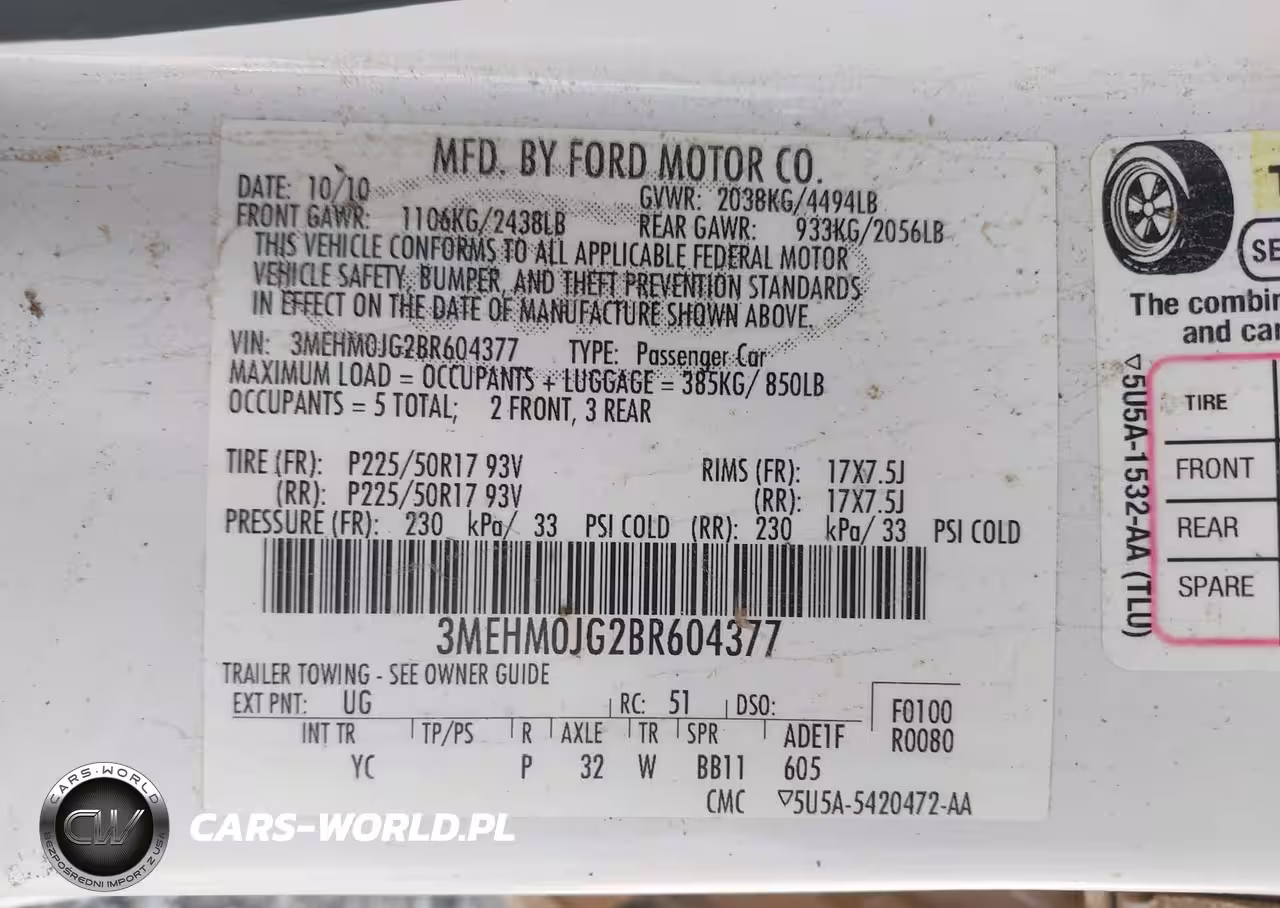 MFD. BY FORD MOTOR CO.
DATE: 10/10 GVWR: 2038KG/4494LB
FRONT GAWR: 1106KG/2438LB REAR GAWR: 933KG/2056LB
THIS VEHICLE CONFORMS TO ALL APPLICABLE FEDERAL MOTOR
VEHICLE SAFETY, BUMPER, AND THEFT PREVENTION STANDARDS
IN EFFECT ON THE DATE OF MANUFACTURE SHOWN ABOVE.
VIN: 3MEHM0JG2BR604377 TYPE: Passenger Car
MAXIMUM LOAD = OCCUPANTS + LUGGAGE = 385KG/ 850LB
OCCUPANTS = 5 TOTAL; 2 FRONT, 3 REAR
TIRE (FR): P225/50R17 93V RIMS (FR): 17X7.5J
(RR): P225/50R17 93V (RR): 17X7.5J
PRESSURE (FR): 230 kPa/ 33 PSI COLD (RR): 230 kPa/ 33 PSI COLD
3MEHM0JG2BR604377
TRAILER TOWING - SEE OWNER GUIDE
EXT PNT: UG RC: 51 DSO: F0100
INT TR TP/PS R AXLE TR SPR ADE1F R0080
YC P 32 W BB11 605
CMC ▽5U5A-5420472-AA
SE
The combin
and car
▽5U5A-1532-AA (TLU)
TIRE
FRONT
REAR
SPARE
CARS-WORLD
CW
BEZPOŚREDNI IMPORT Z USA
CARS-WORLD.PL